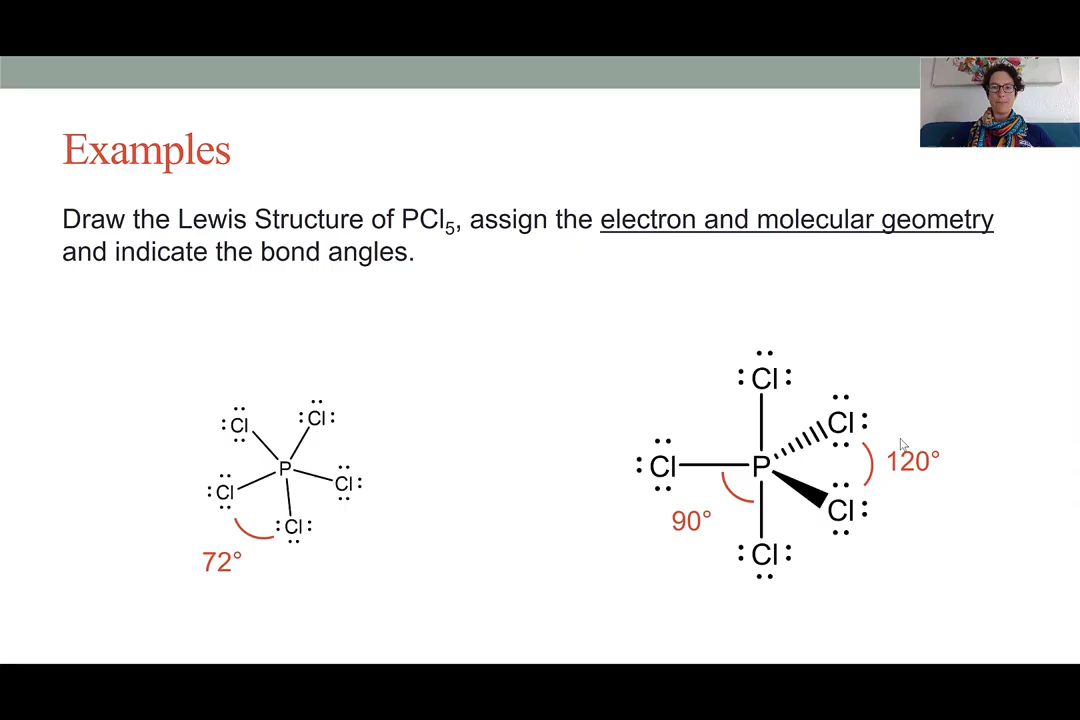 Examples
Draw the Lewis Structure of PCl₅, assign the electron and molecular geometry
and indicate the bond angles.
Cl
Cl
P
Cl
Cl
Cl
72°
Cl
Cl
Cl
P
120°
Cl
90°
Cl